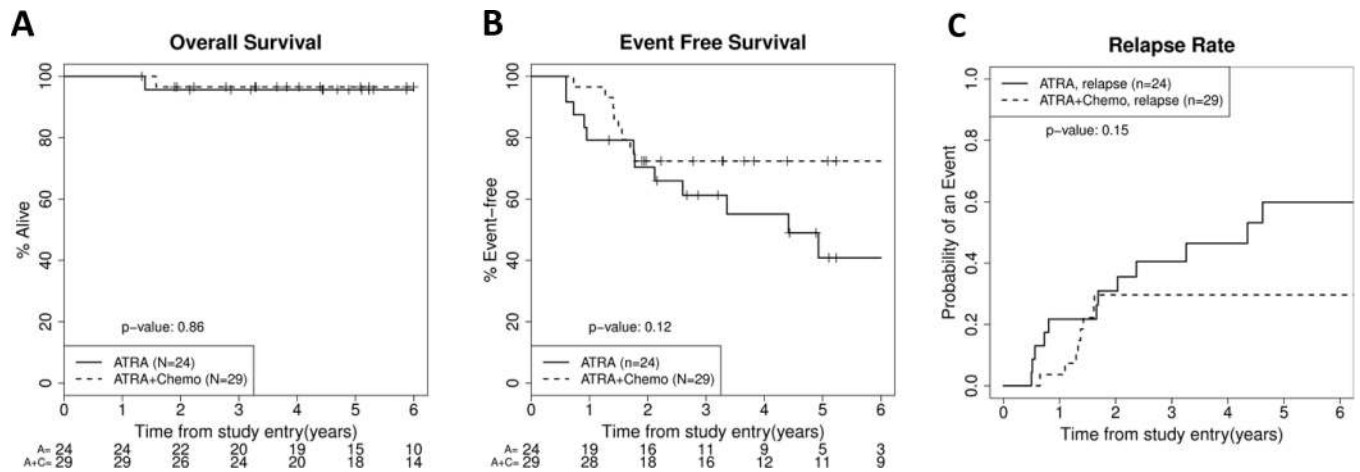 A
Overall Survival
% Alive
100
80
60
40
20
0
p-value: 0.86
ATRA (N=24)
ATRA+Chemo (N=29)
0 1 2 3 4 5 6
Time from study entry(years)
A= 24 24 22 20 19 15 10
A+C= 29 29 26 24 20 18 14
B
Event Free Survival
% Event-free
100
80
60
40
20
0
p-value: 0.12
ATRA (n=24)
ATRA+Chemo (N=29)
0 1 2 3 4 5 6
Time from study entry(years)
A= 24 19 16 11 9 5 3
A+C= 29 28 18 16 12 11 9
C
Relapse Rate
Probability of an Event
1.0
0.8
0.6
0.4
0.2
0.0
ATRA, relapse (n=24)
ATRA+Chemo, relapse (n=29)
p-value: 0.15
0 1 2 3 4 5 6
Time from study entry(years)